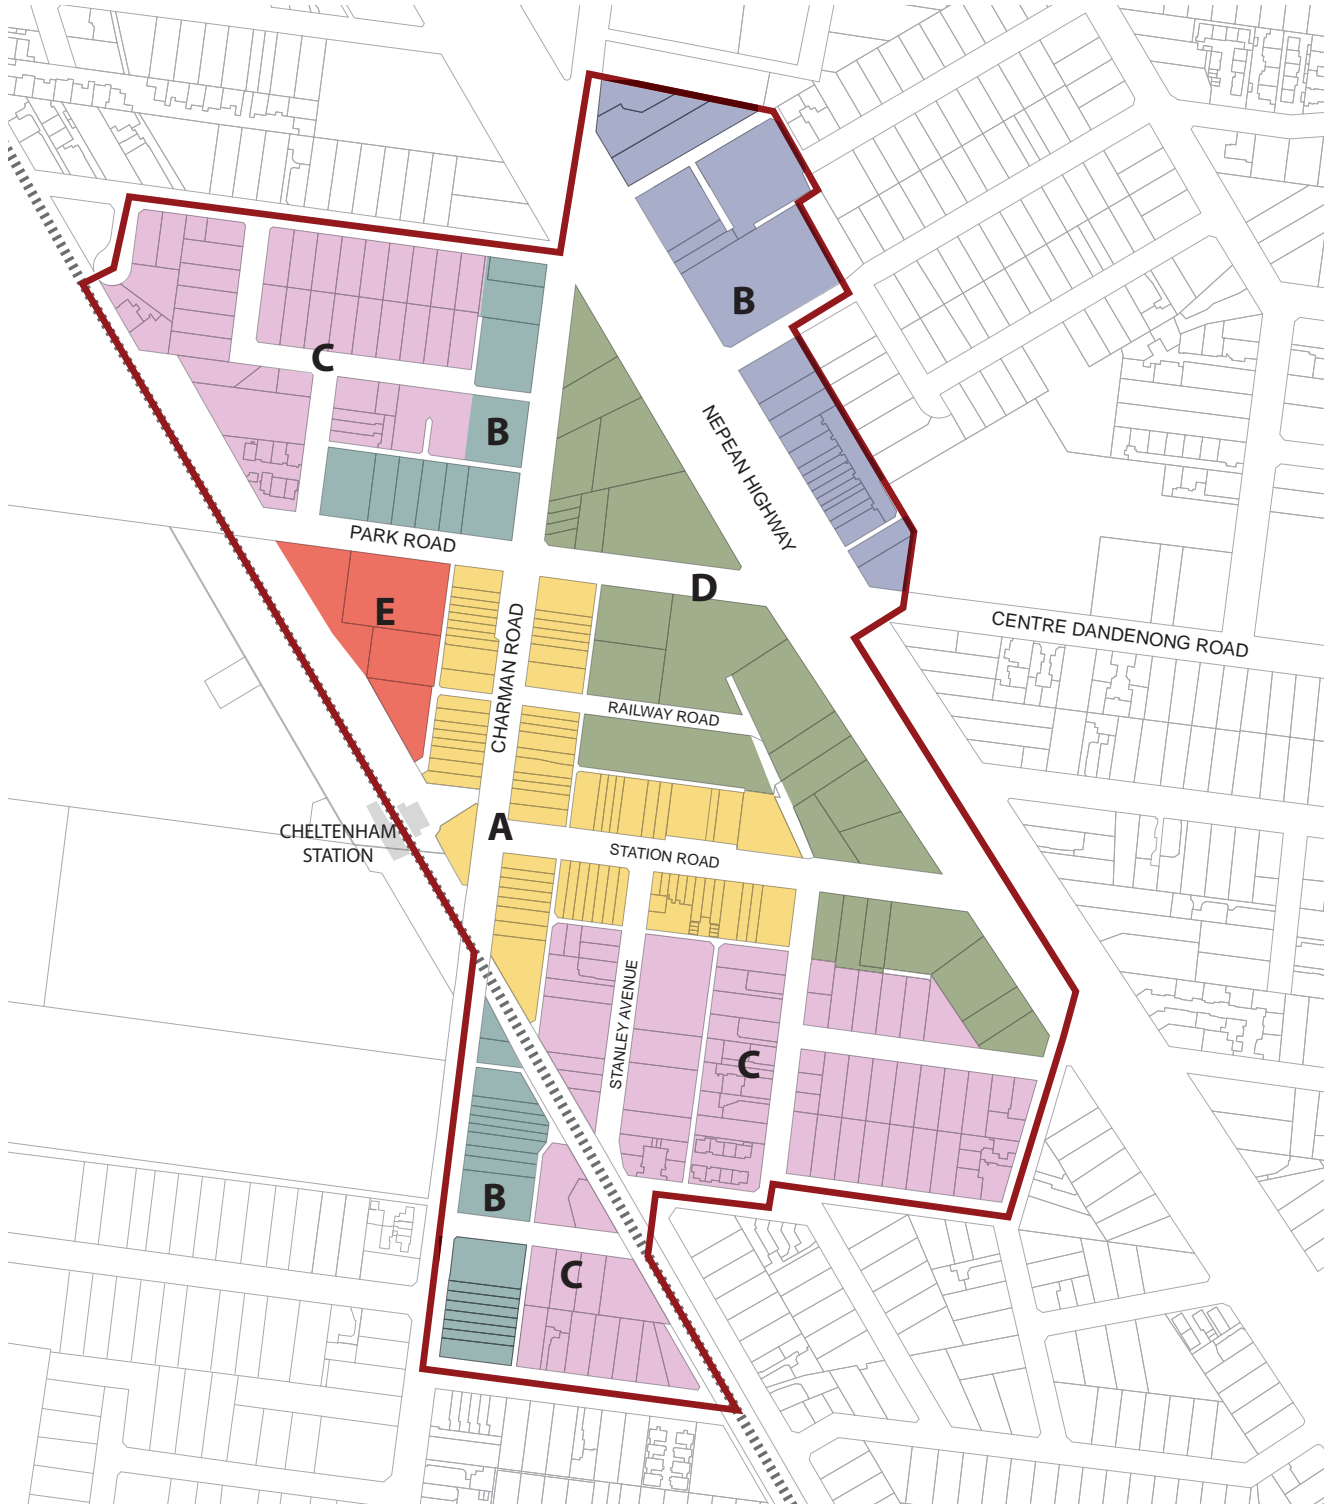 B
C
B
NEPEAN HIGHWAY
PARK ROAD
D
E
CHARMAN ROAD
CENTRE DANDENONG ROAD
RAILWAY ROAD
A
CHELTENHAM
STATION
STATION ROAD
STANLEY AVENUE
C
B
C